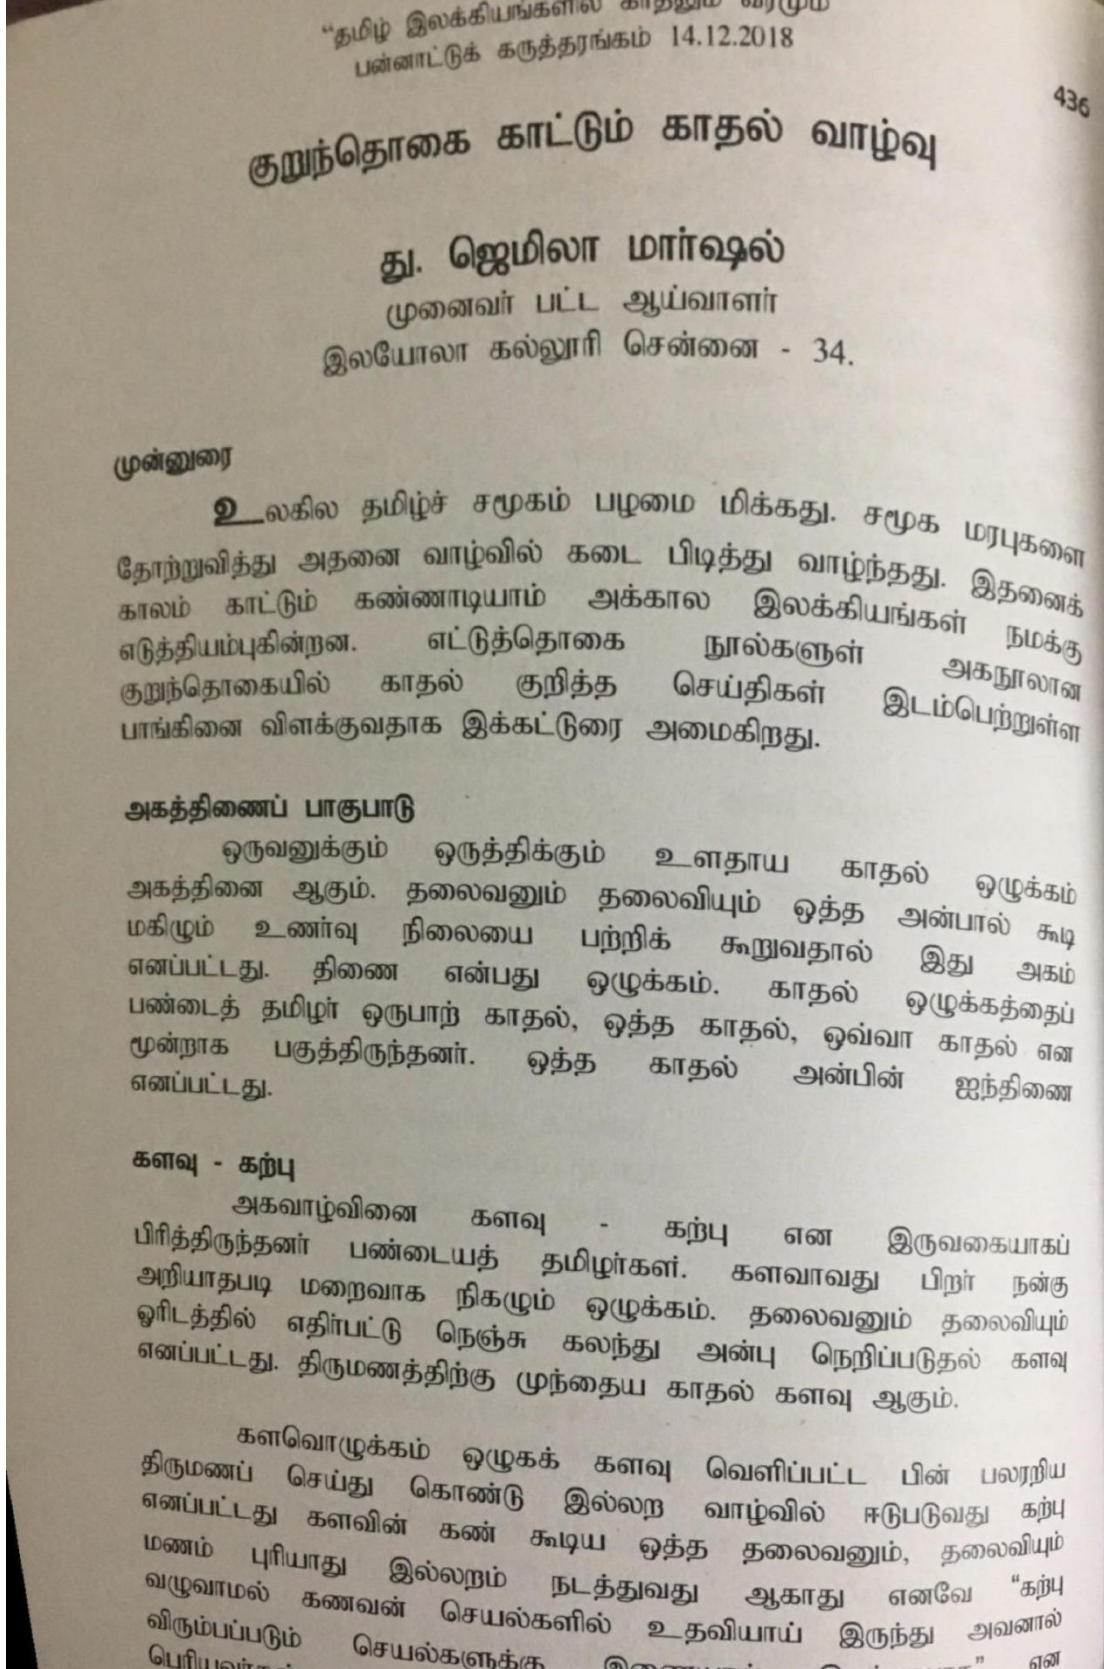 “தமிழ் இலக்கியங்களில் காதலும் வீரமும்
பன்னாட்டுக் கருத்தரங்கம் 14.12.2018
436
குறுந்தொகை காட்டும் காதல் வாழ்வு
து. ஜெமிலா மார்ஷல்
முனைவர் பட்ட ஆய்வாளர்
இலயோலா கல்லூரி சென்னை - 34.
முன்னுரை
உலகில தமிழ்ச் சமூகம் பழமை மிக்கது. சமூக மரபுகளை
தோற்றுவித்து அதனை வாழ்வில் கடை பிடித்து வாழ்ந்தது. இதனைக்
காலம் காட்டும் கண்ணாடியாம் அக்கால இலக்கியங்கள் நமக்கு
எடுத்தியம்புகின்றன. எட்டுத்தொகை நூல்களுள் அகநூலான
குறுந்தொகையில் காதல் குறித்த செய்திகள் இடம்பெற்றுள்ள
பாங்கினை விளக்குவதாக இக்கட்டுரை அமைகிறது.
அகத்திணைப் பாகுபாடு
ஒருவனுக்கும் ஒருத்திக்கும் உளதாய காதல் ஒழுக்கம்
அகத்தினை ஆகும். தலைவனும் தலைவியும் ஒத்த அன்பால் கூடி
மகிழும் உணர்வு நிலையை பற்றிக் கூறுவதால் இது அகம்
எனப்பட்டது. திணை என்பது ஒழுக்கம். காதல் ஒழுக்கத்தைப்
பண்டைத் தமிழர் ஒருபாற் காதல், ஒத்த காதல், ஒவ்வா காதல் என
மூன்றாக பகுத்திருந்தனர். ஒத்த காதல் அன்பின் ஐந்திணை
எனப்பட்டது.
களவு - கற்பு
அகவாழ்வினை களவு - கற்பு என இருவகையாகப்
பிரித்திருந்தனர் பண்டையத் தமிழர்கள். களவாவது பிறர் நன்கு
அறியாதபடி மறைவாக நிகழும் ஒழுக்கம். தலைவனும் தலைவியும்
ஓரிடத்தில் எதிர்பட்டு நெஞ்சு கலந்து அன்பு நெறிப்படுதல் களவு
எனப்பட்டது. திருமணத்திற்கு முந்தைய காதல் களவு ஆகும்.
களவொழுக்கம் ஒழுகக் களவு வெளிப்பட்ட பின் பலரறிய
திருமணப் செய்து கொண்டு இல்லற வாழ்வில் ஈடுபடுவது கற்பு
எனப்பட்டது களவின் கண் கூடிய ஒத்த தலைவனும், தலைவியும்
மணம் புரியாது இல்லறம் நடத்துவது ஆகாது எனவே “கற்பு
வழுவாமல் கணவன் செயல்களில் உதவியாய் இருந்து அவனால்
விரும்பப்படும் செயல்களுக்கு என